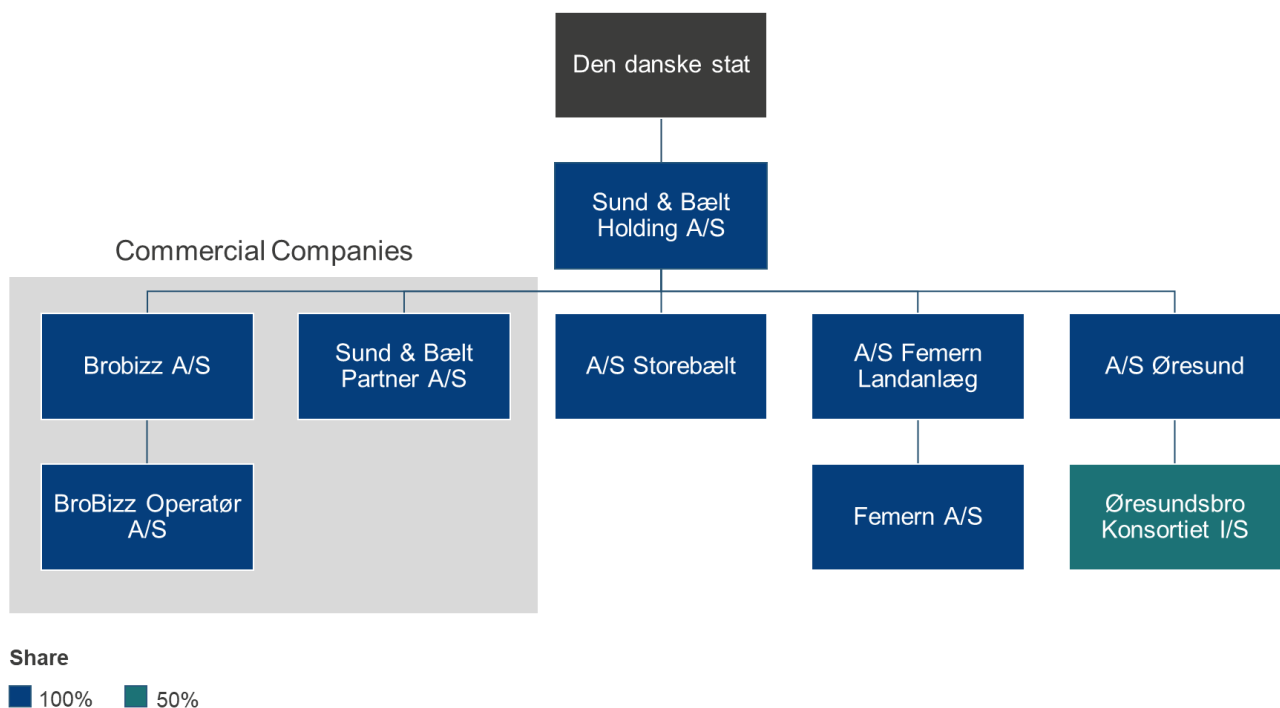 Den danske stat
Sund & Bælt
Holding A/S
Commercial Companies
Brobizz A/S
Sund & Bælt
Partner A/S
A/S Storebælt
A/S Femern
Landanlæg
A/S Øresund
BroBizz Operatør
A/S
Femern A/S
Øresundsbro
Konsortiet I/S
Share
100%
50%